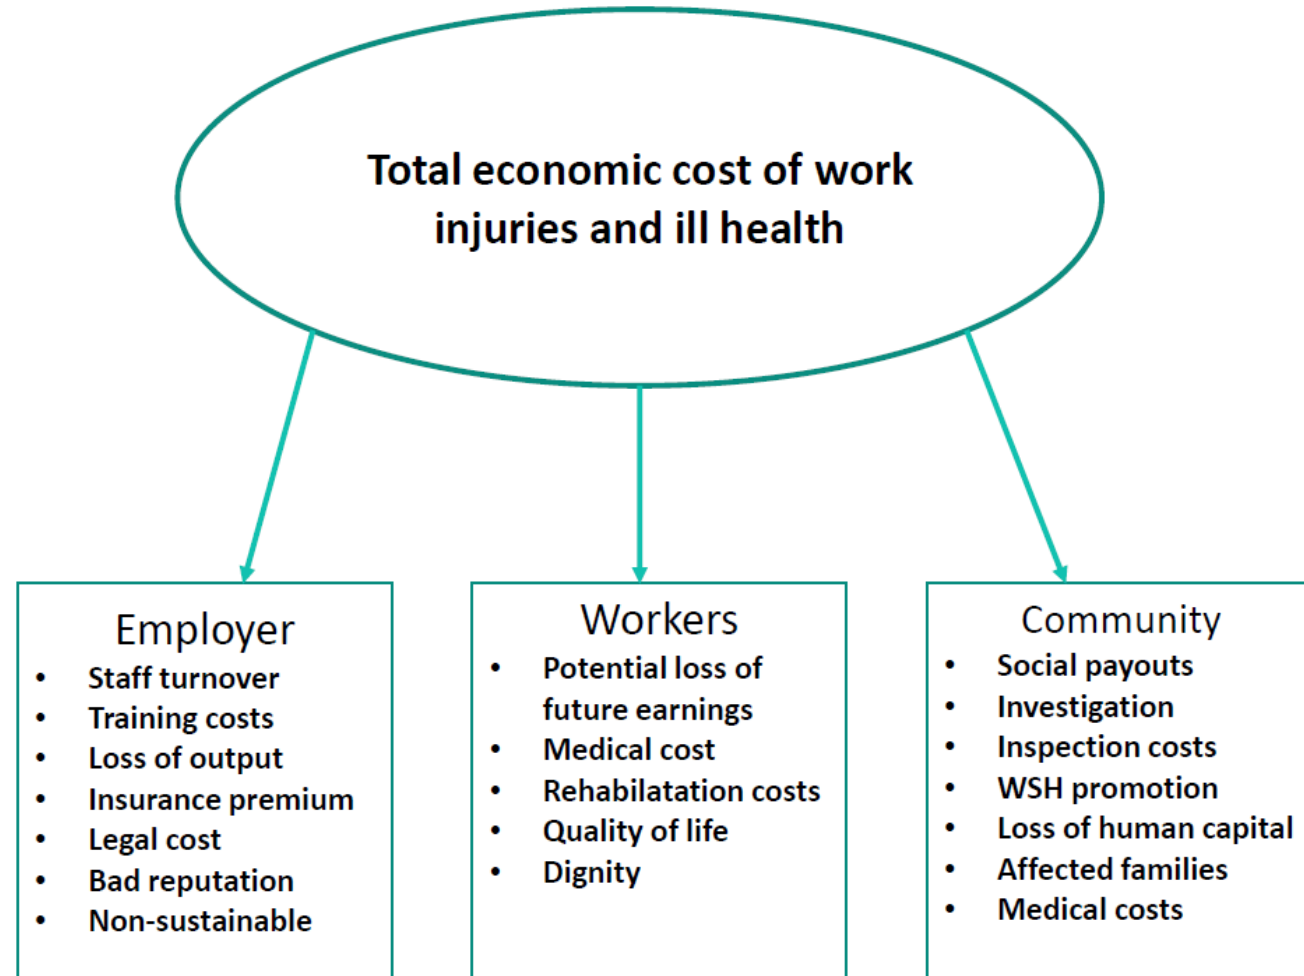 Total economic cost of work
injuries and ill health
Employer
• Staff turnover
• Training costs
• Loss of output
• Insurance premium
• Legal cost
• Bad reputation
• Non-sustainable
Workers
• Potential loss of
future earnings
• Medical cost
• Rehabilatation costs
• Quality of life
• Dignity
Community
• Social payouts
• Investigation
• Inspection costs
• WSH promotion
• Loss of human capital
• Affected families
• Medical costs